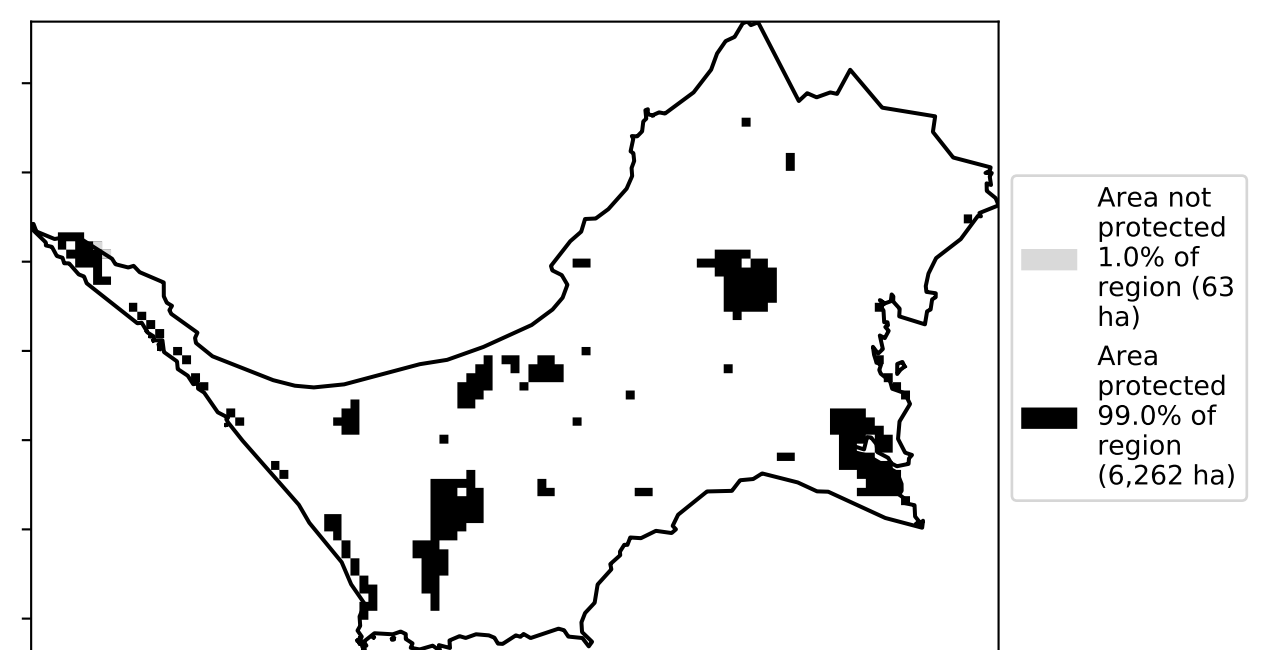 Area not
protected
1.0% of
region (63
ha)
Area
protected
99.0% of
region
(6,262 ha)